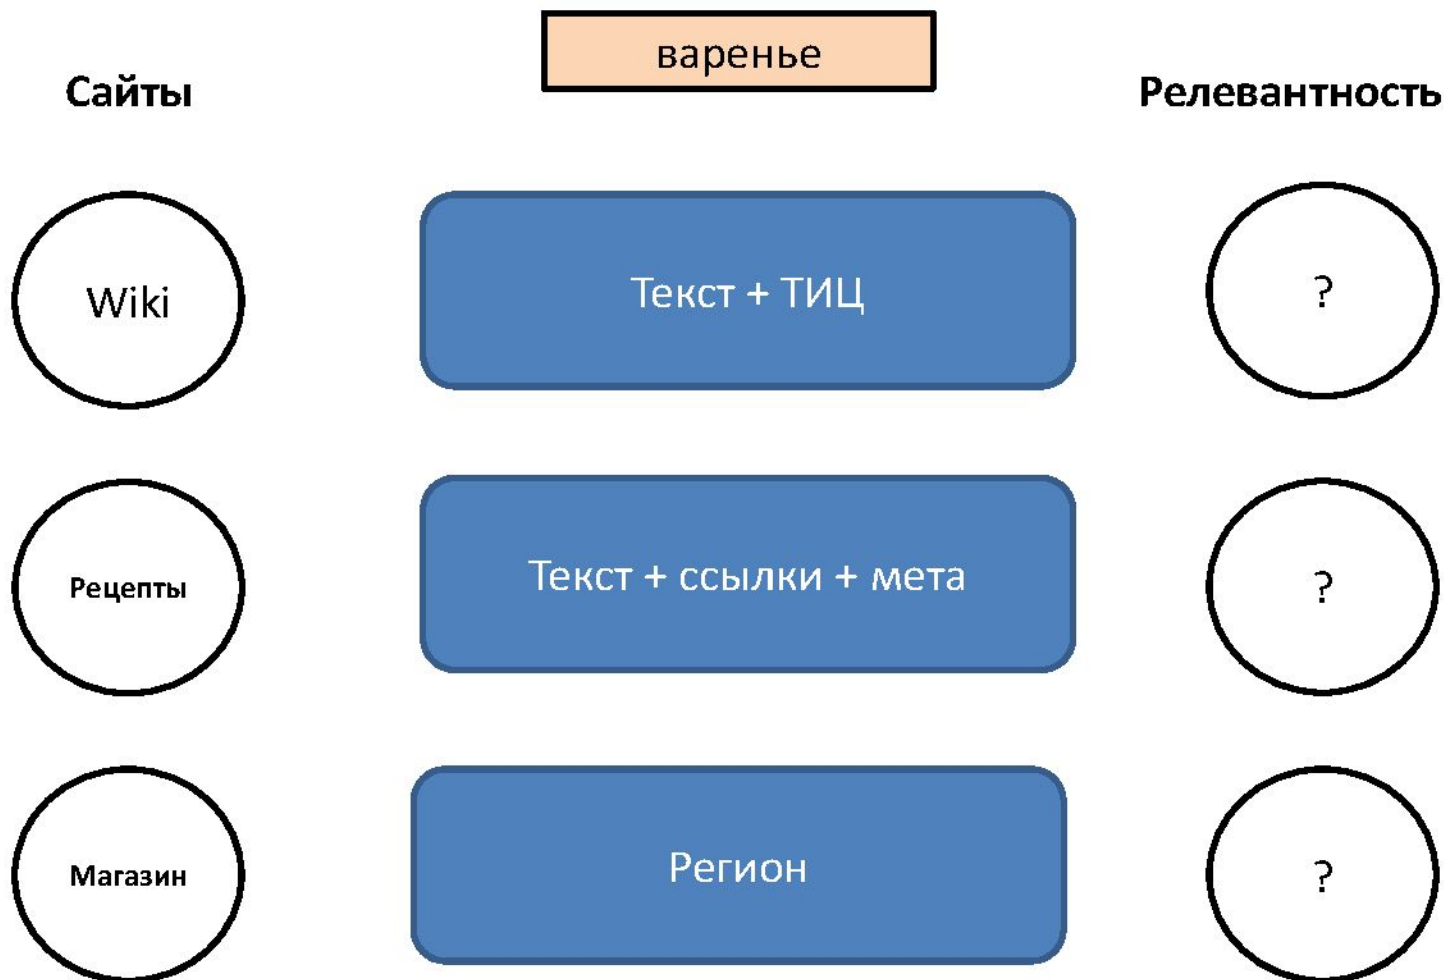 варенье
Сайты
Релевантность
Wiki
Текст + ТИЦ
?
Рецепты
Текст + ссылки + мета
?
Магазин
Регион
?